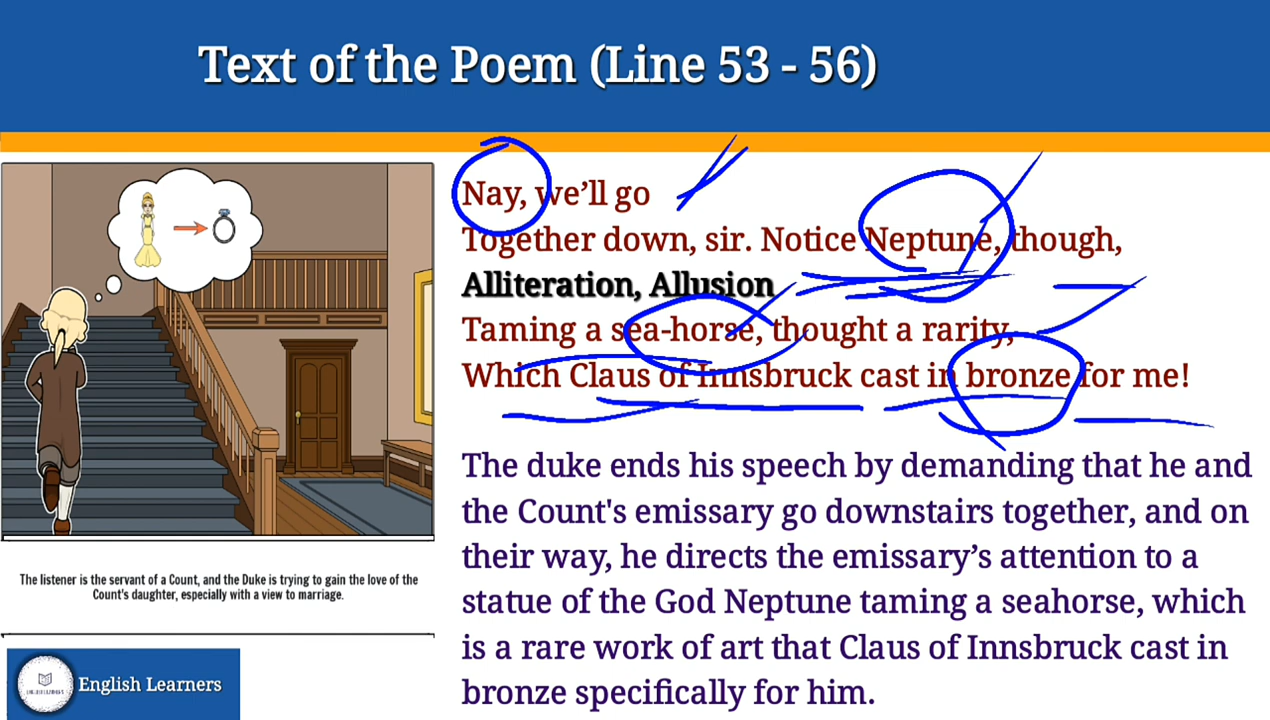 Text of the Poem (Line 53 - 56)
Nay, we'll go
Together down, sir. Notice Neptune, though,
Alliteration, Allusion
Taming a sea-horse, thought a rarity,
Which Claus of Innsbruck cast in bronze for me!
The duke ends his speech by demanding that he and
the Count's emissary go downstairs together, and on
their way, he directs the emissary's attention to a
statue of the God Neptune taming a seahorse, which
is a rare work of art that Claus of Innsbruck cast in
bronze specifically for him.
The listener is the servant of a Count, and the Duke is trying to gain the love of the
Count's daughter, especially with a view to marriage.
ENGLISH LEARNERS
English Learners